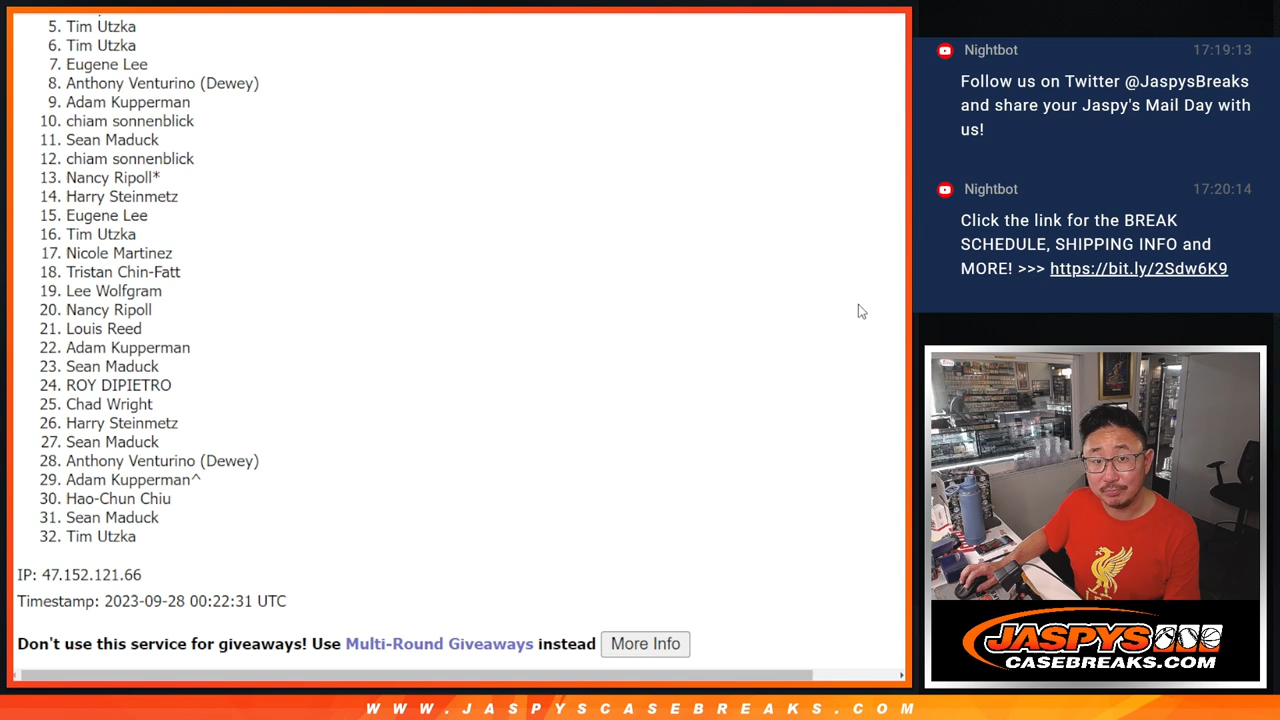 5. Tim Utzka
6. Tim Utzka
7. Eugene Lee
8. Anthony Venturino (Dewey)
9. Adam Kupperman
10. chiam sonnenblick
11. Sean Maduck
12. chiam sonnenblick
13. Nancy Ripoll*
14. Harry Steinmetz
15. Eugene Lee
16. Tim Utzka
17. Nicole Martinez
18. Tristan Chin-Fatt
19. Lee Wolfgram
20. Nancy Ripoll
21. Louis Reed
22. Adam Kupperman
23. Sean Maduck
24. ROY DIPIETRO
25. Chad Wright
26. Harry Steinmetz
27. Sean Maduck
28. Anthony Venturino (Dewey)
29. Adam Kupperman^
30. Hao-Chun Chiu
31. Sean Maduck
32. Tim Utzka
IP: 47.152.121.66
Timestamp: 2023-09-28 00:22:31 UTC
Don't use this service for giveaways! Use Multi-Round Giveaways instead More Info
Nightbot 17:19:13
Follow us on Twitter @JaspysBreaks
and share your Jaspy's Mail Day with
us!
Nightbot 17:20:14
Click the link for the BREAK
SCHEDULE, SHIPPING INFO and
MORE! >>> https://bit.ly/2Sdw6K9
JASPYS
CASEBREAKS.COM
WWW.JASPYSCASEBREAKS.COM